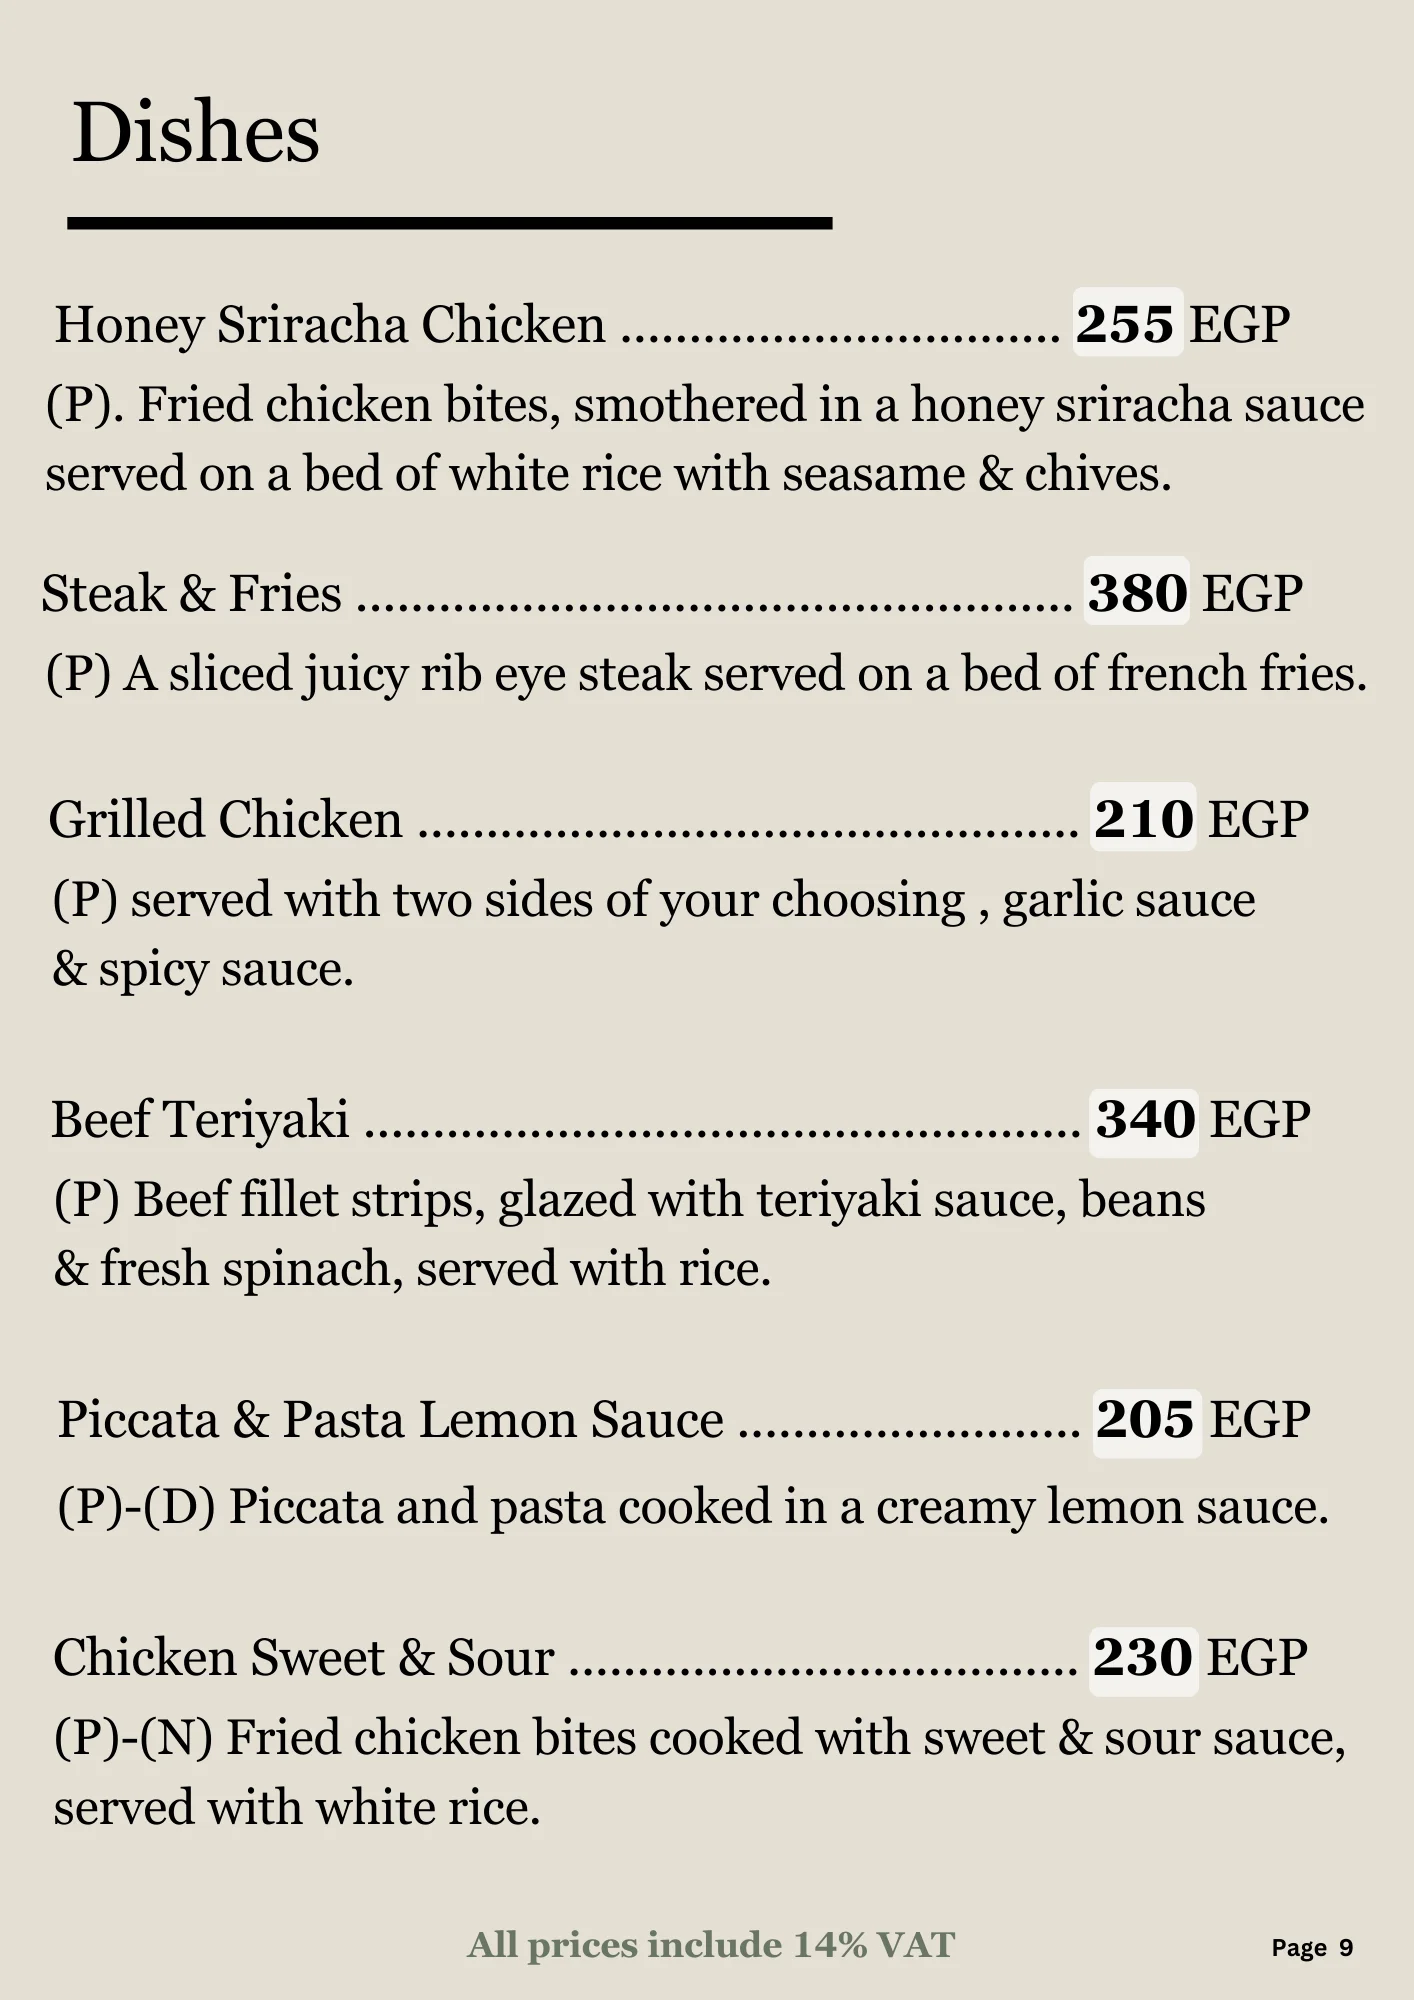 Dishes
Honey Sriracha Chicken ................................ 255 EGP
(P). Fried chicken bites, smothered in a honey sriracha sauce
served on a bed of white rice with seasame & chives.
Steak & Fries .................................................... 380 EGP
(P) A sliced juicy rib eye steak served on a bed of french fries.
Grilled Chicken ................................................ 210 EGP
(P) served with two sides of your choosing , garlic sauce
& spicy sauce.
Beef Teriyaki .................................................... 340 EGP
(P) Beef fillet strips, glazed with teriyaki sauce, beans
& fresh spinach, served with rice.
Piccata & Pasta Lemon Sauce ......................... 205 EGP
(P)-(D) Piccata and pasta cooked in a creamy lemon sauce.
Chicken Sweet & Sour ..................................... 230 EGP
(P)-(N) Fried chicken bites cooked with sweet & sour sauce,
served with white rice.
All prices include 14% VAT
Page 9